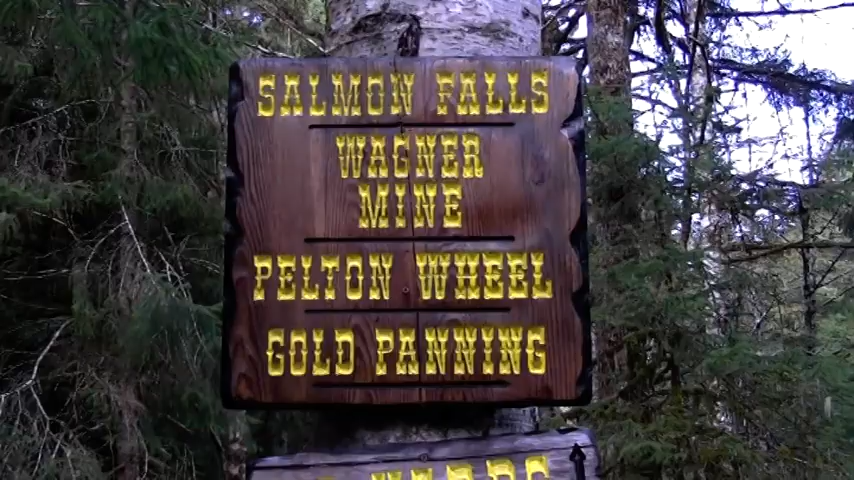 SALMON FALLS
WAGNER
MINE
PELTON WHEEL
GOLD PANNING